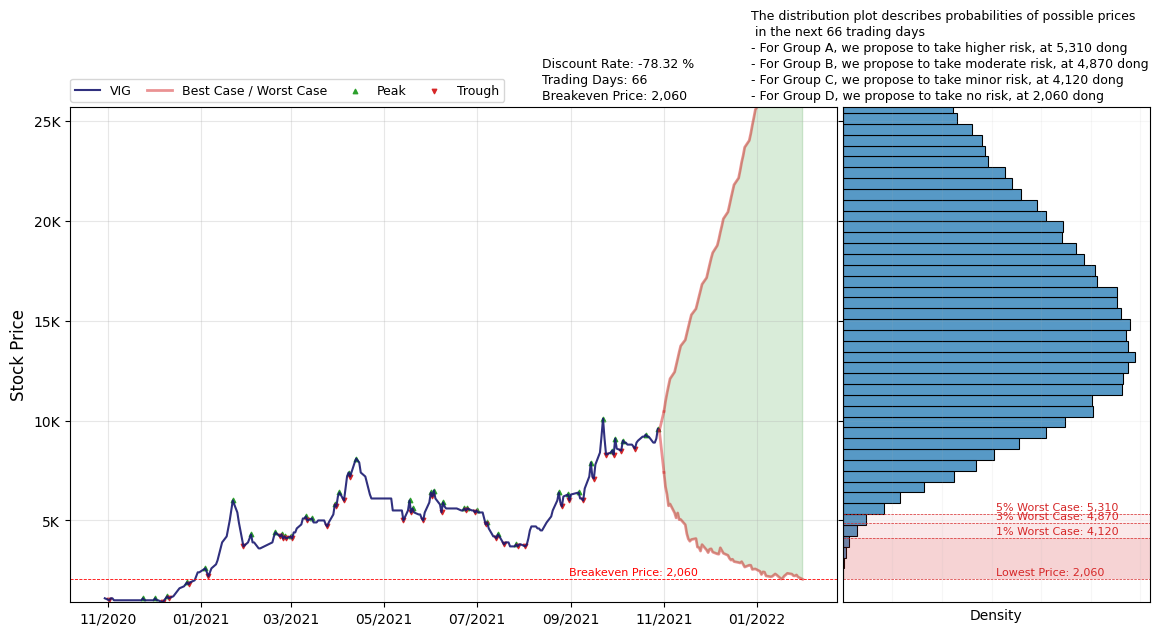 The distribution plot describes probabilities of possible prices
in the next 66 trading days
- For Group A, we propose to take higher risk, at 5,310 dong
- For Group B, we propose to take moderate risk, at 4,870 dong
- For Group C, we propose to take minor risk, at 4,120 dong
- For Group D, we propose to take no risk, at 2,060 dong
Discount Rate: -78.32 %
Trading Days: 66
Breakeven Price: 2,060
VIG
Best Case / Worst Case
Peak
Trough
Stock Price
25K
20K
15K
10K
5K
Breakeven Price: 2,060
11/2020
01/2021
03/2021
05/2021
07/2021
09/2021
11/2021
01/2022
5% Worst Case: 5,310
3% Worst Case: 4,870
1% Worst Case: 4,120
Lowest Price: 2,060
Density